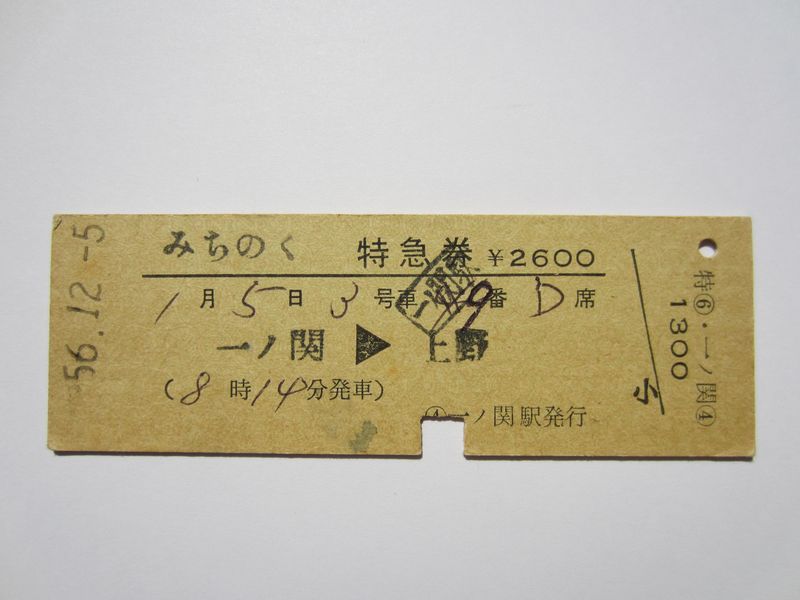 56.12.-5
みちのく 特急券 ¥2600
1月5日 3号車 9番 D席
一ノ関 ▶ 上野
(8時14分発車)
④一ノ関駅発行
小
特⑥・一ノ関④
1300